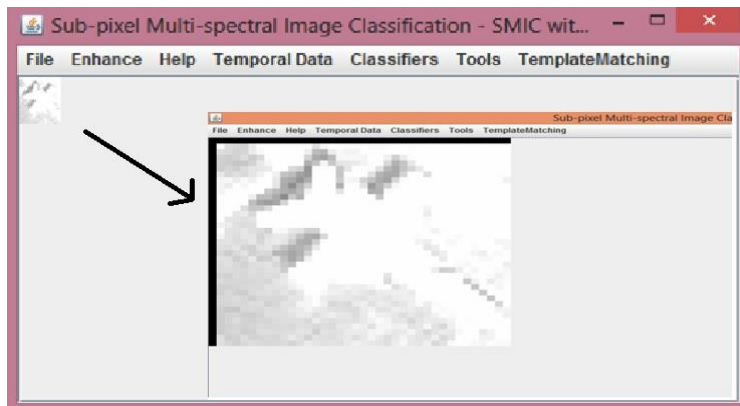 Sub-pixel Multi-spectral Image Classification - SMIC wit...
File Enhance Help Temporal Data Classifiers Tools TemplateMatching
Sub-pixel Multi-spectral Image Cla
File Enhance Help Temporal Data Classifiers Tools TemplateMatching